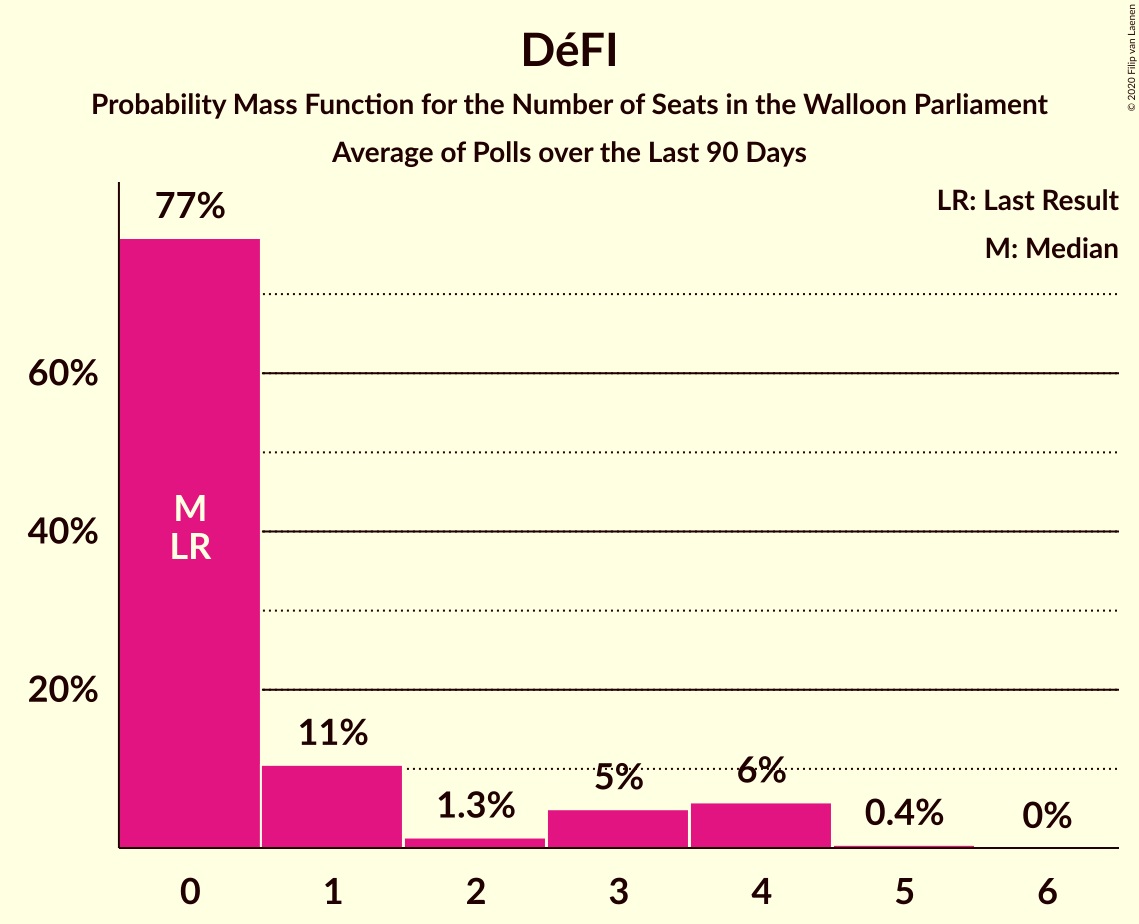 DéFI
Probability Mass Function for the Number of Seats in the Walloon Parliament
Average of Polls over the Last 90 Days
© 2020 Filip van Laenen
LR: Last Result
M: Median
77%
60%
40%
20%
M
LR
11%
1.3%
5%
6%
0.4%
0%
0 1 2 3 4 5 6